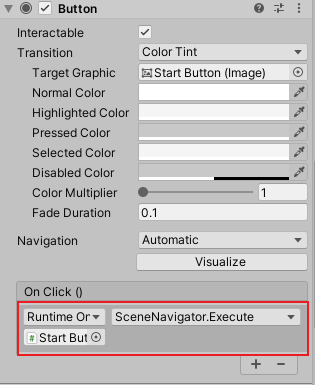 Button
Interactable
Transition Color Tint
Target Graphic Start Button (Image)
Normal Color
Highlighted Color
Pressed Color
Selected Color
Disabled Color
Color Multiplier 1
Fade Duration 0.1
Navigation Automatic
Visualize
On Click ()
Runtime Or SceneNavigator.Execute
# Start But
+ −